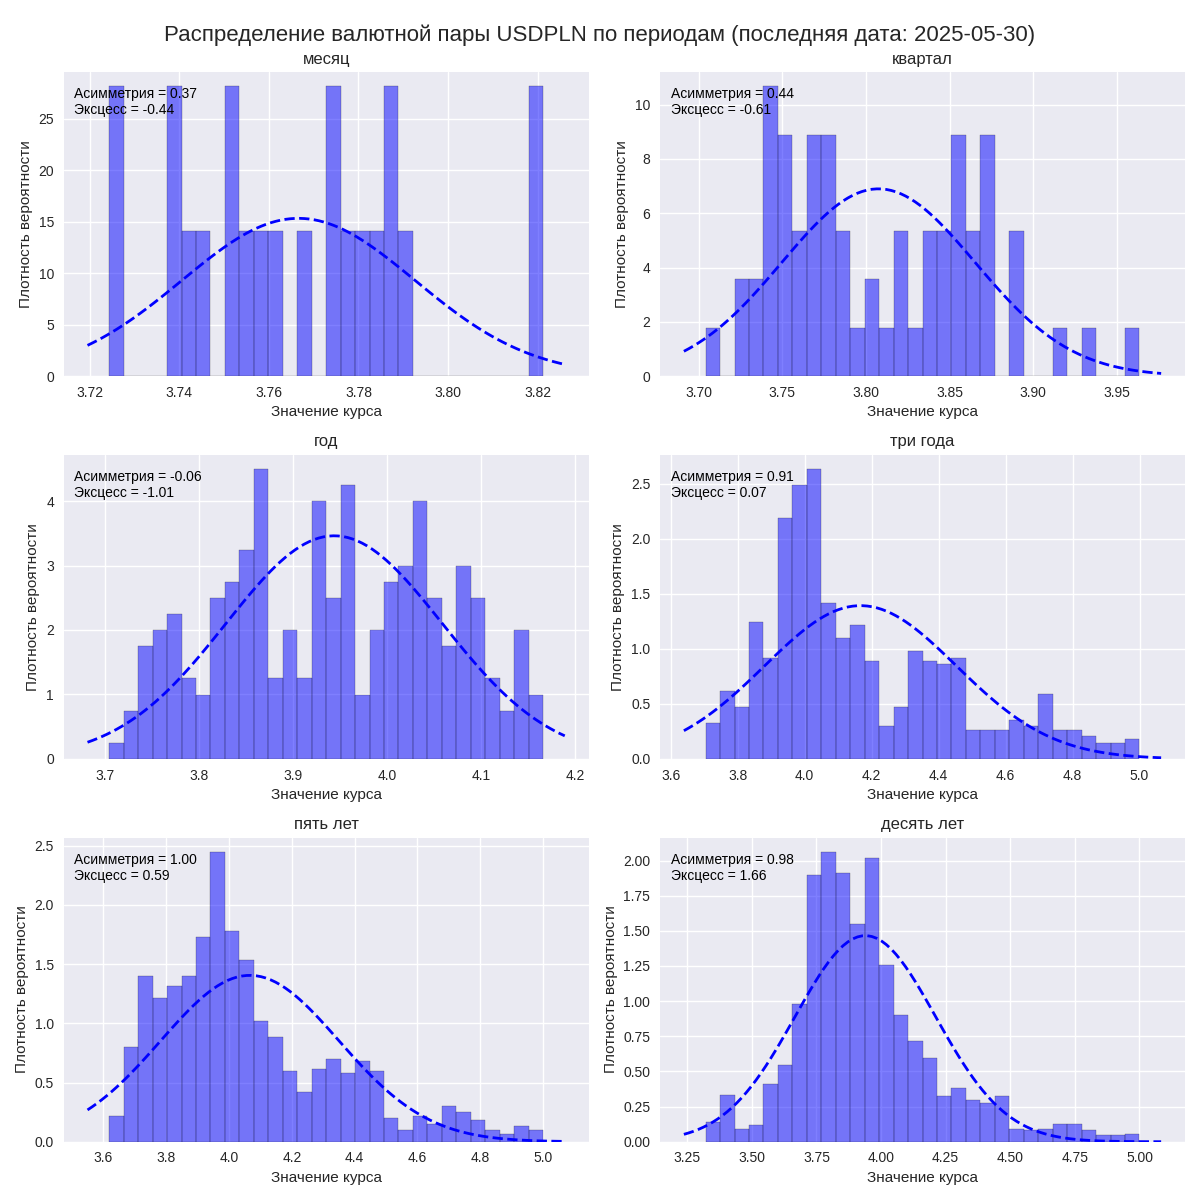 Распределение валютной пары USDPLN по периодам (последняя дата: 2025-05-30)
месяц
Асимметрия = 0.37
Эксцесс = -0.44
Плотность вероятности
25
20
15
10
5
0
3.72 3.74 3.76 3.78 3.80 3.82
Значение курса
квартал
Асимметрия = 0.44
Эксцесс = -0.61
Плотность вероятности
10
8
6
4
2
0
3.70 3.75 3.80 3.85 3.90 3.95
Значение курса
год
Асимметрия = -0.06
Эксцесс = -1.01
Плотность вероятности
4
3
2
1
0
3.7 3.8 3.9 4.0 4.1 4.2
Значение курса
три года
Асимметрия = 0.91
Эксцесс = 0.07
Плотность вероятности
2.5
2.0
1.5
1.0
0.5
0.0
3.6 3.8 4.0 4.2 4.4 4.6 4.8 5.0
Значение курса
пять лет
Асимметрия = 1.00
Эксцесс = 0.59
Плотность вероятности
2.5
2.0
1.5
1.0
0.5
0.0
3.6 3.8 4.0 4.2 4.4 4.6 4.8 5.0
Значение курса
десять лет
Асимметрия = 0.98
Эксцесс = 1.66
Плотность вероятности
2.00
1.75
1.50
1.25
1.00
0.75
0.50
0.25
0.00
3.25 3.50 3.75 4.00 4.25 4.50 4.75 5.00
Значение курса